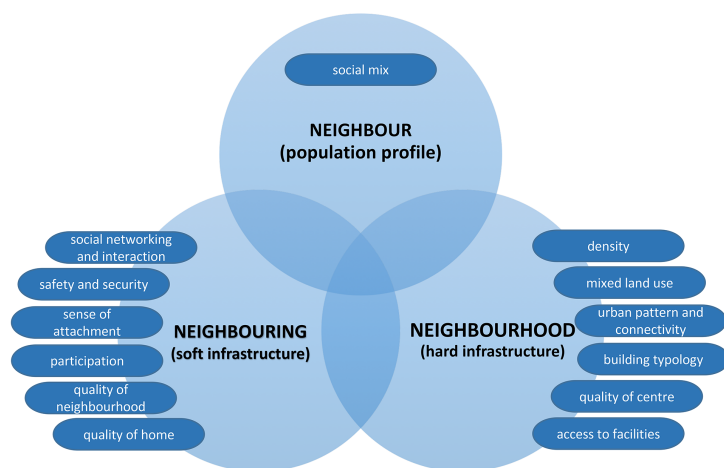 social mix
NEIGHBOUR
(population profile)
social networking
and interaction
safety and security
sense of
attachment
participation
quality of
neighbourhood
quality of home
NEIGHBOURING
(soft infrastructure)
NEIGHBOURHOOD
(hard infrastructure)
density
mixed land use
urban pattern and
connectivity
building typology
quality of centre
access to facilities